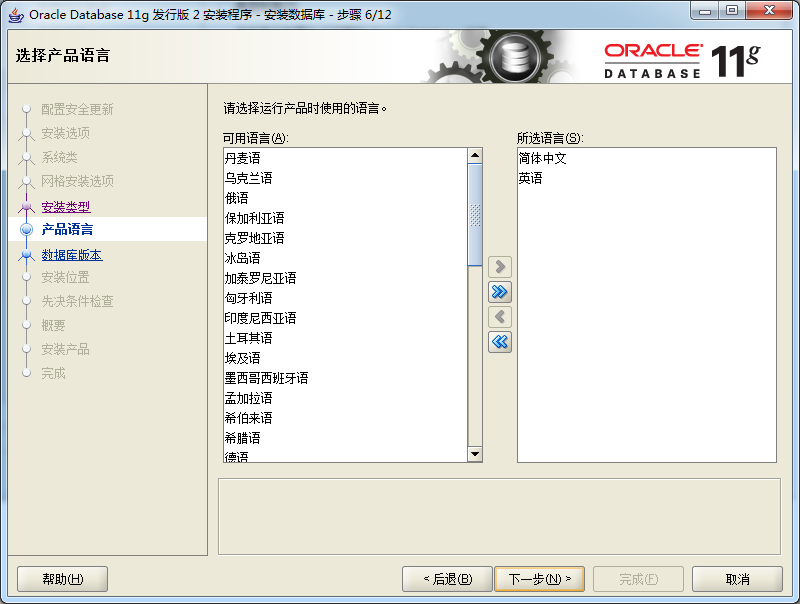 Oracle Database 11g 发行版 2 安装程序 - 安装数据库 - 步骤 6/12
选择产品语言
ORACLE
DATABASE
11g
配置安全更新
安装选项
系统类
网格安装选项
安装类型
产品语言
数据库版本
安装位置
先决条件检查
概要
安装产品
完成
请选择运行产品时使用的语言。
可用语言(A):
丹麦语
乌克兰语
俄语
保加利亚语
克罗地亚语
冰岛语
加泰罗尼亚语
匈牙利语
印度尼西亚语
土耳其语
埃及语
墨西哥西班牙语
孟加拉语
希伯来语
希腊语
德语
所选语言(S):
简体中文
英语
帮助(H)
< 后退(B)
下一步(N) >
完成(F)
取消